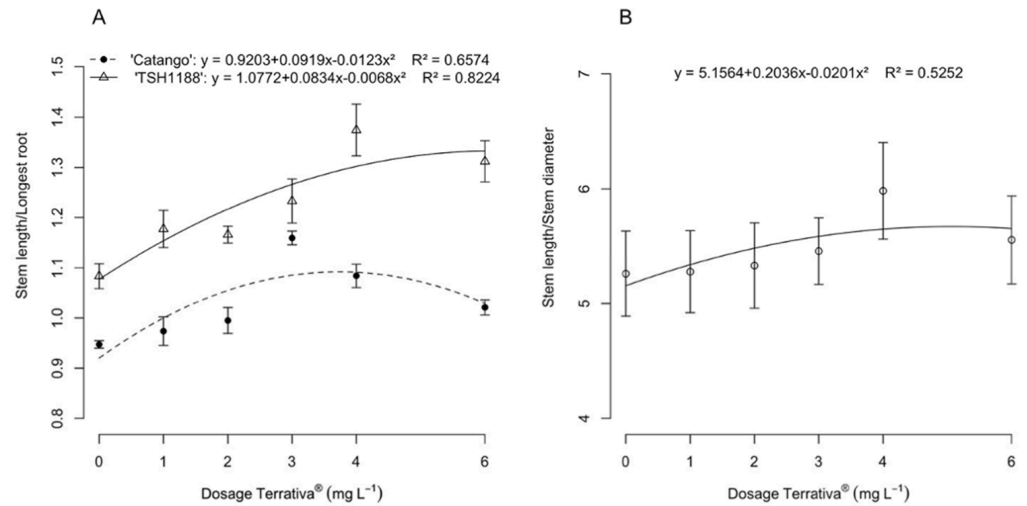 A
'Catango': y = 0.9203+0.0919x-0.0123x² R² = 0.6574
'TSH1188': y = 1.0772+0.0834x-0.0068x² R² = 0.8224
Stem length/Longest root
1.5
1.4
1.3
1.2
1.1
1.0
0.9
0.8
0 1 2 3 4 6
Dosage Terrativa® (mg L⁻¹)
B
y = 5.1564+0.2036x-0.0201x² R² = 0.5252
Stem length/Stem diameter
7
6
5
4
0 1 2 3 4 6
Dosage Terrativa® (mg L⁻¹)